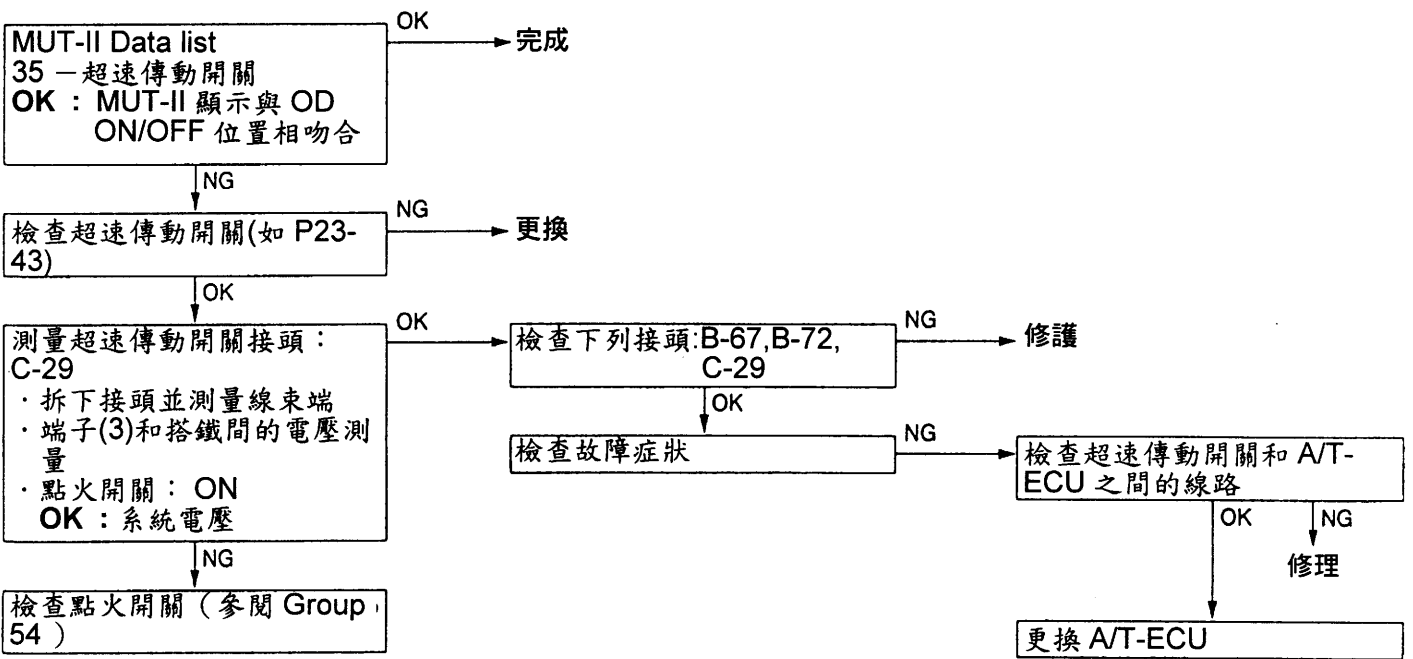 MUT-II Data list
35 －超速傳動開關
OK ： MUT-II 顯示與 OD
ON/OFF 位置相吻合
OK
完成
NG
檢查超速傳動開關(如 P23-
43)
NG
更換
OK
測量超速傳動開關接頭：
C-29
·拆下接頭並測量線束端
·端子(3)和搭鐵間的電壓測
量
·點火開關： ON
OK ：系統電壓
OK
檢查下列接頭:B-67,B-72,
C-29
NG
修護
OK
檢查故障症狀
NG
檢查超速傳動開關和 A/T-
ECU 之間的線路
OK
NG
修理
更換 A/T-ECU
NG
檢查點火開關（參閱 Group
54 ）